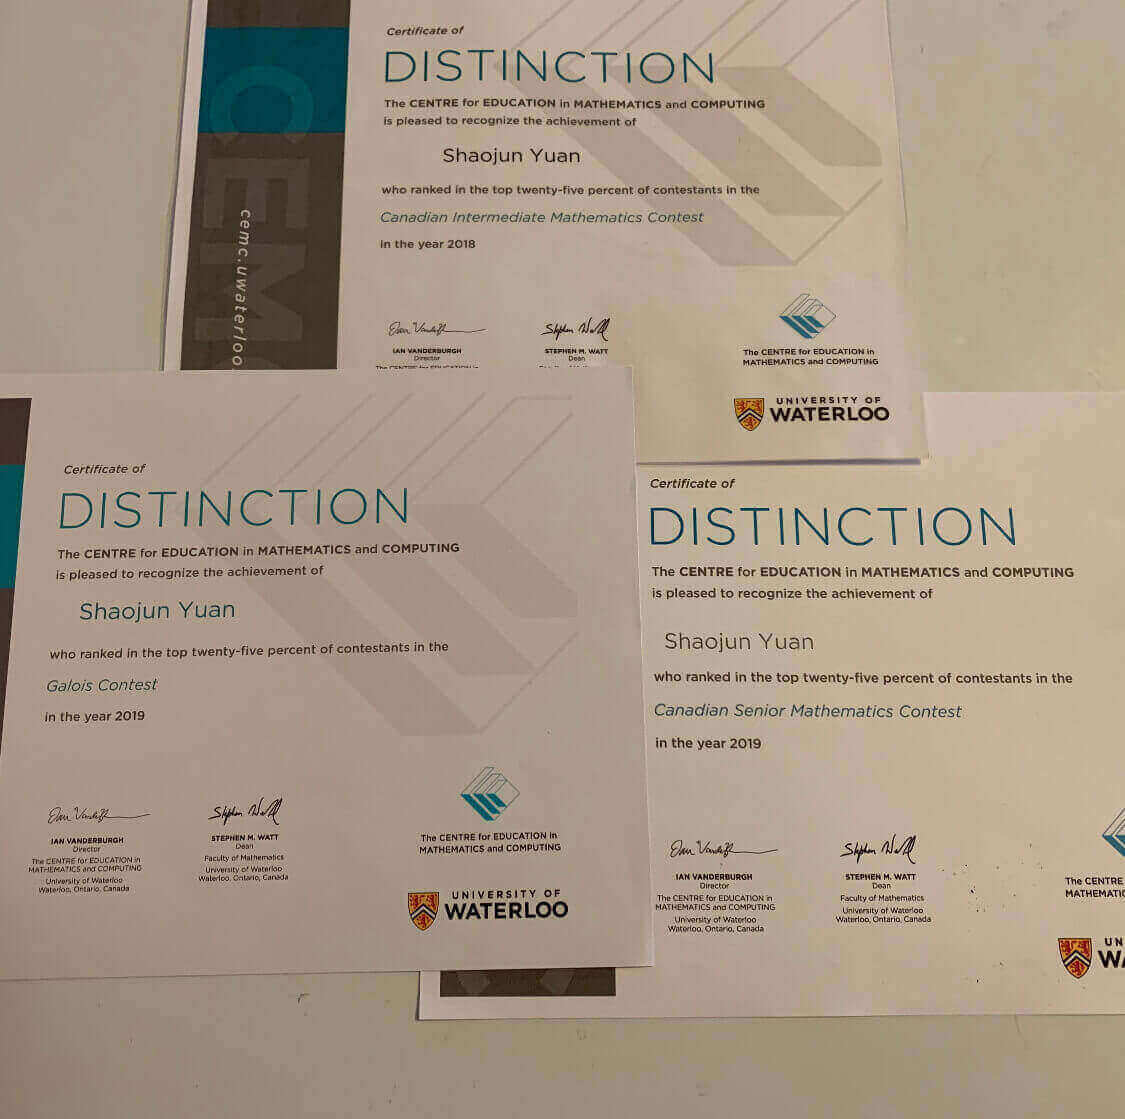 Certificate of
DISTINCTION
The CENTRE for EDUCATION in MATHEMATICS and COMPUTING
is pleased to recognize the achievement of
Shaojun Yuan
who ranked in the top twenty-five percent of contestants in the
Canadian Intermediate Mathematics Contest
in the year 2018
CEMC
cemc.uwaterloo
IAN VANDERBURGH
Director
The CENTRE for EDUCATION in
STEPHEN M. WATT
Dean
The CENTRE for EDUCATION in
MATHEMATICS and COMPUTING
UNIVERSITY OF
WATERLOO
Certificate of
DISTINCTION
The CENTRE for EDUCATION in MATHEMATICS and COMPUTING
is pleased to recognize the achievement of
Shaojun Yuan
who ranked in the top twenty-five percent of contestants in the
Galois Contest
in the year 2019
IAN VANDERBURGH
Director
The CENTRE for EDUCATION in
MATHEMATICS and COMPUTING
University of Waterloo
Waterloo, Ontario, Canada
STEPHEN M. WATT
Dean
Faculty of Mathematics
University of Waterloo
Waterloo, Ontario, Canada
The CENTRE for EDUCATION in
MATHEMATICS and COMPUTING
UNIVERSITY OF
WATERLOO
Certificate of
DISTINCTION
The CENTRE for EDUCATION in MATHEMATICS and COMPUTING
is pleased to recognize the achievement of
Shaojun Yuan
who ranked in the top twenty-five percent of contestants in the
Canadian Senior Mathematics Contest
in the year 2019
IAN VANDERBURGH
Director
The CENTRE for EDUCATION in
MATHEMATICS and COMPUTING
University of Waterloo
Waterloo, Ontario, Canada
STEPHEN M. WATT
Dean
Faculty of Mathematics
University of Waterloo
Waterloo, Ontario, Canada
The CENTRE
MATHEMATIC
UN
WA